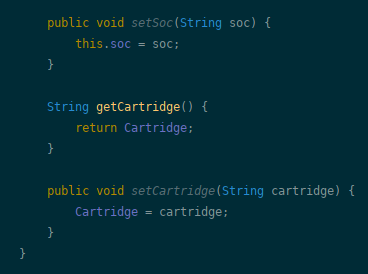 public void setSoc(String soc) {
this.soc = soc;
}
String getCartridge() {
return Cartridge;
}
public void setCartridge(String cartridge) {
Cartridge = cartridge;
}
}